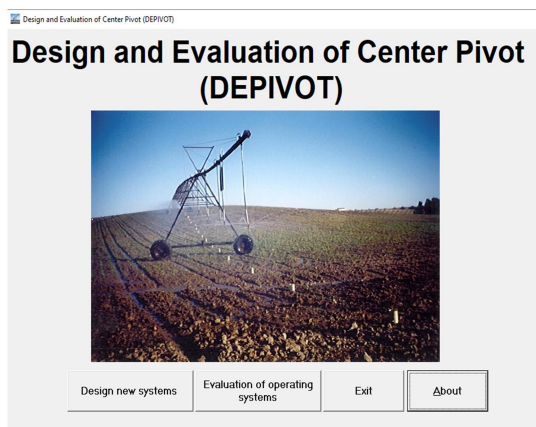 Design and Evaluation of Center Pivot (DEPIVOT)
Design and Evaluation of Center Pivot
(DEPIVOT)
Design new systems
Evaluation of operating
systems
Exit
About